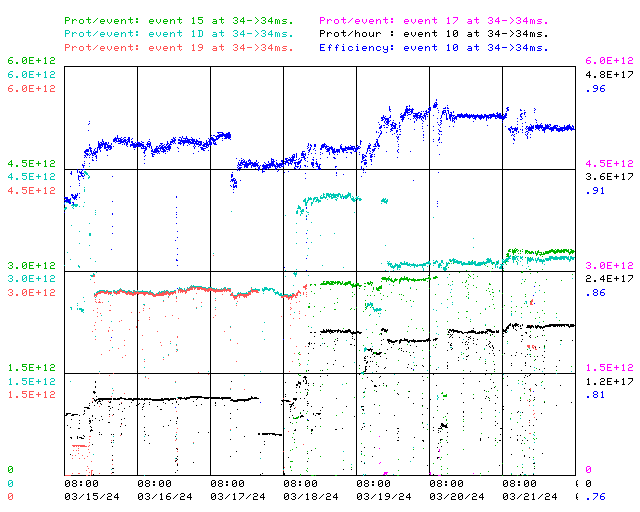 Prot/event: event 15 at 34->34ms. Prot/event: event 17 at 34->34ms.
Prot/event: event 1D at 34->34ms. Prot/hour : event 10 at 34->34ms.
Prot/event: event 19 at 34->34ms. Efficiency: event 10 at 34->34ms.
6.0E+12 6.0E+12
6.0E+12 4.8E+17
6.0E+12 .96
4.5E+12 4.5E+12
4.5E+12 3.6E+17
4.5E+12 .91
3.0E+12 3.0E+12
3.0E+12 2.4E+17
3.0E+12 .86
1.5E+12 1.5E+12
1.5E+12 1.2E+17
1.5E+12 .81
0 0
0 08:00 08:00 08:00 08:00 08:00 08:00 08:00 0 0
0 03/15/24 03/16/24 03/17/24 03/18/24 03/19/24 03/20/24 03/21/24 0 .76